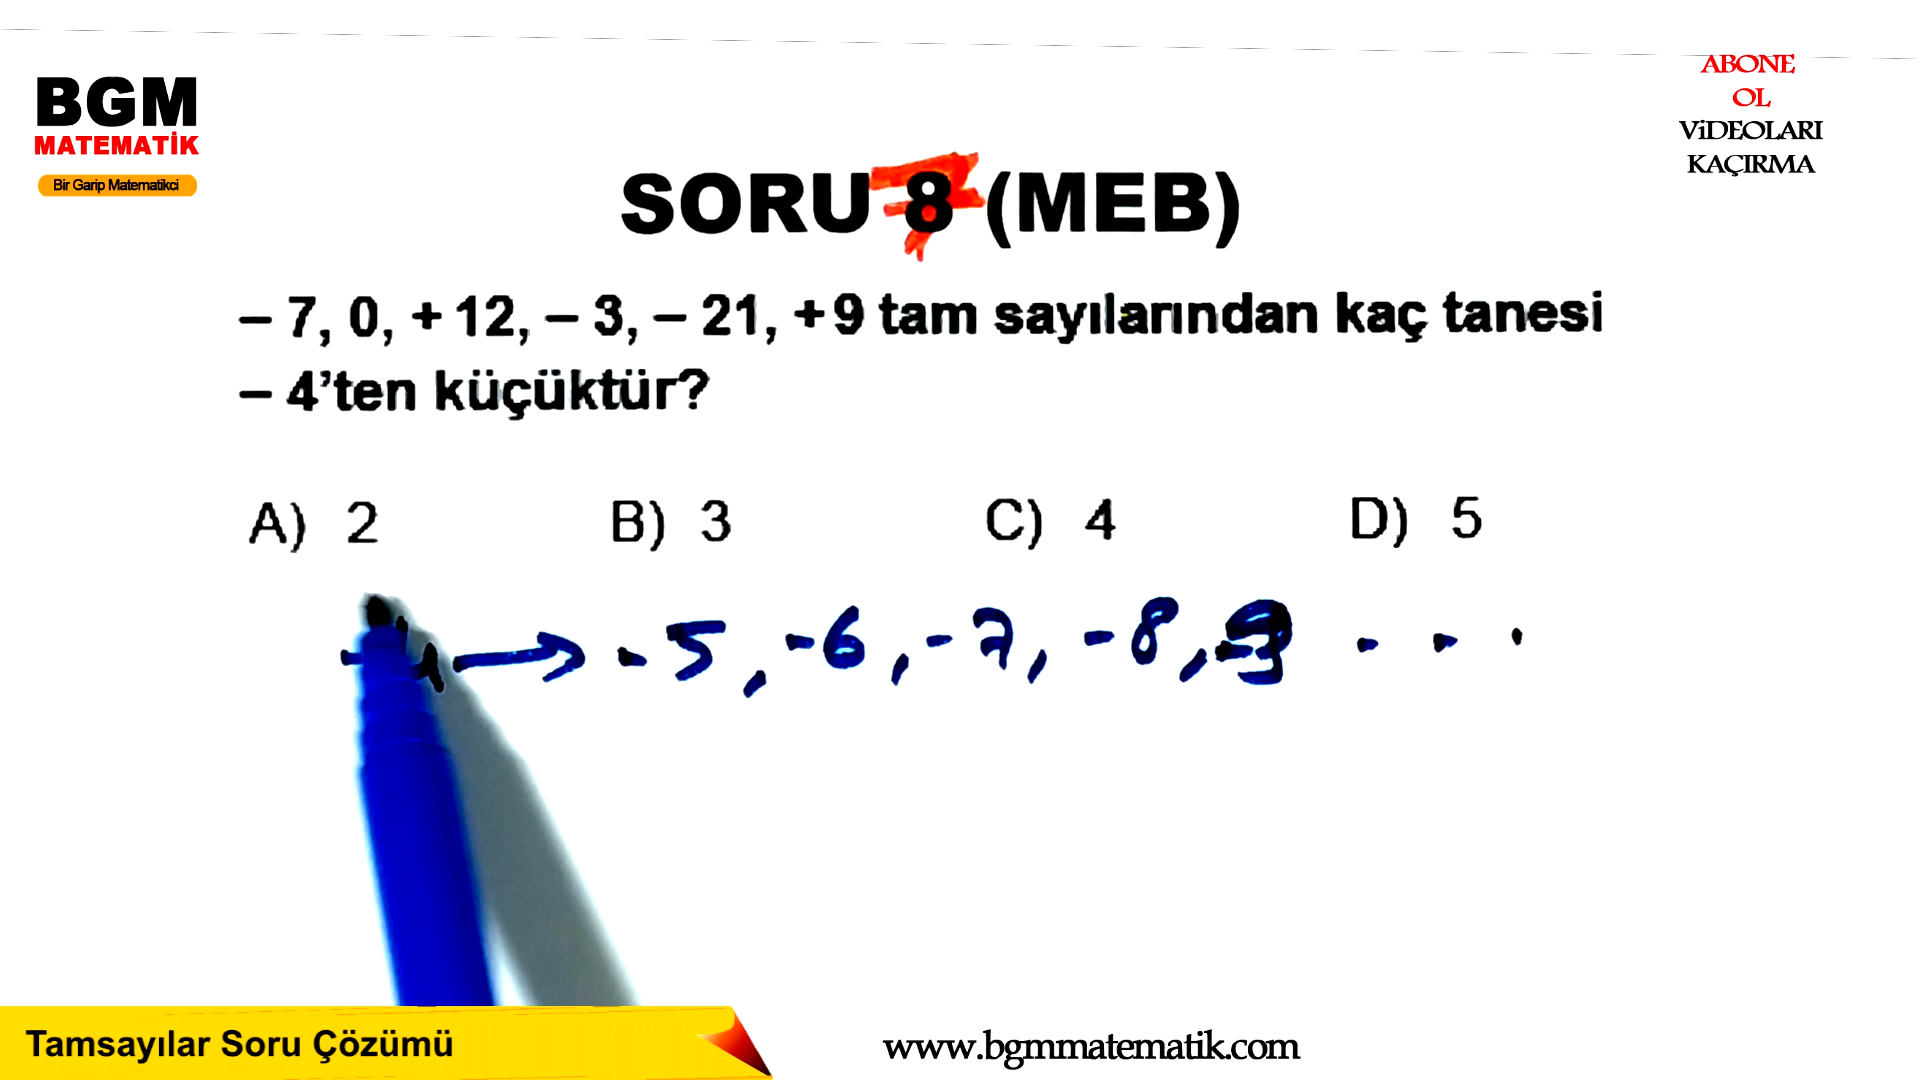 BGM
MATEMATİK
Bir Garip Matematikci
ABONE
OL
ViDEOLARI
KAÇIRMA
SORU 8 (MEB)
– 7, 0, + 12, – 3, – 21, +9 tam sayılarından kaç tanesi
– 4’ten küçüktür?
A) 2 B) 3 C) 4 D) 5
→ -5, -6, -7, -8, -9 . . .
Tamsayılar Soru Çözümü
www.bgmmatematik.com